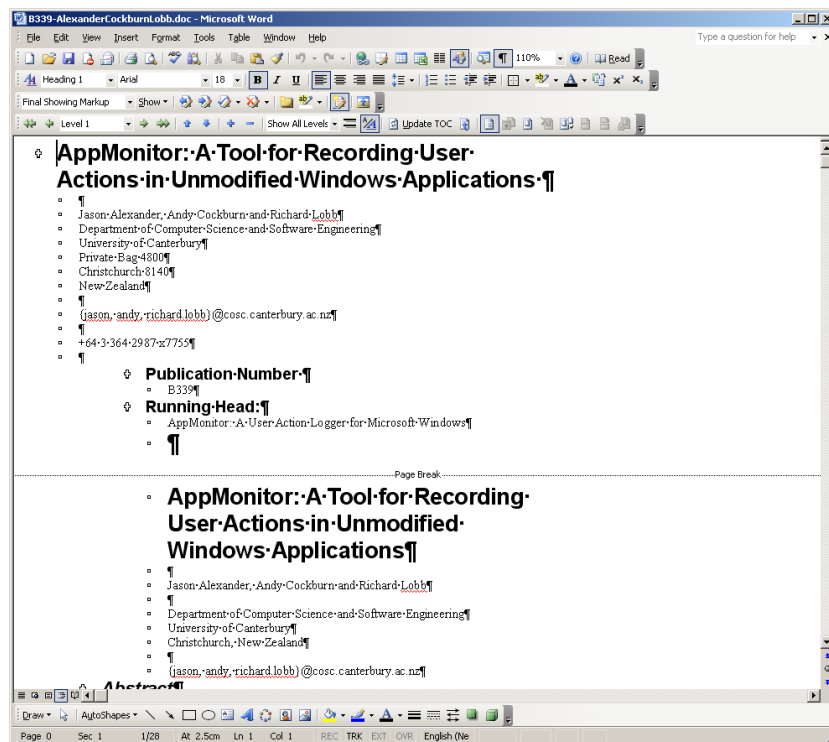 B339-AlexanderCockburnLobb.doc - Microsoft Word
File Edit View Insert Format Tools Table Window Help Type a question for help
110% Read
Heading 1 Arial 18 B I U
Final Showing Markup Show
Level 1 Show All Levels Update TOC
AppMonitor:·A·Tool·for·Recording·User·
Actions·in·Unmodified·Windows·Applications·¶
¶
Jason·Alexander,·Andy·Cockburn·and·Richard·Lobb¶
Department·of·Computer·Science·and·Software·Engineering¶
University·of·Canterbury¶
Private·Bag·4800¶
Christchurch·8140¶
New·Zealand¶
¶
{jason,·andy,·richard.lobb}@cosc.canterbury.ac.nz¶
¶
+64·3·364·2987·x7755¶
¶
Publication·Number·¶
B339¶
Running·Head:¶
AppMonitor:·A·User·Action·Logger·for·Microsoft·Windows¶
¶
Page Break
AppMonitor:·A·Tool·for·Recording·
User·Actions·in·Unmodified·
Windows·Applications¶
¶
Jason·Alexander,·Andy·Cockburn·and·Richard·Lobb¶
¶
Department·of·Computer·Science·and·Software·Engineering¶
University·of·Canterbury¶
Christchurch,·New·Zealand¶
¶
{jason,·andy,·richard.lobb}@cosc.canterbury.ac.nz¶
Abstract¶
Draw AutoShapes
Page 0 Sec 1 1/28 At 2.5cm Ln 1 Col 1 REC TRK EXT OVR English (Ne